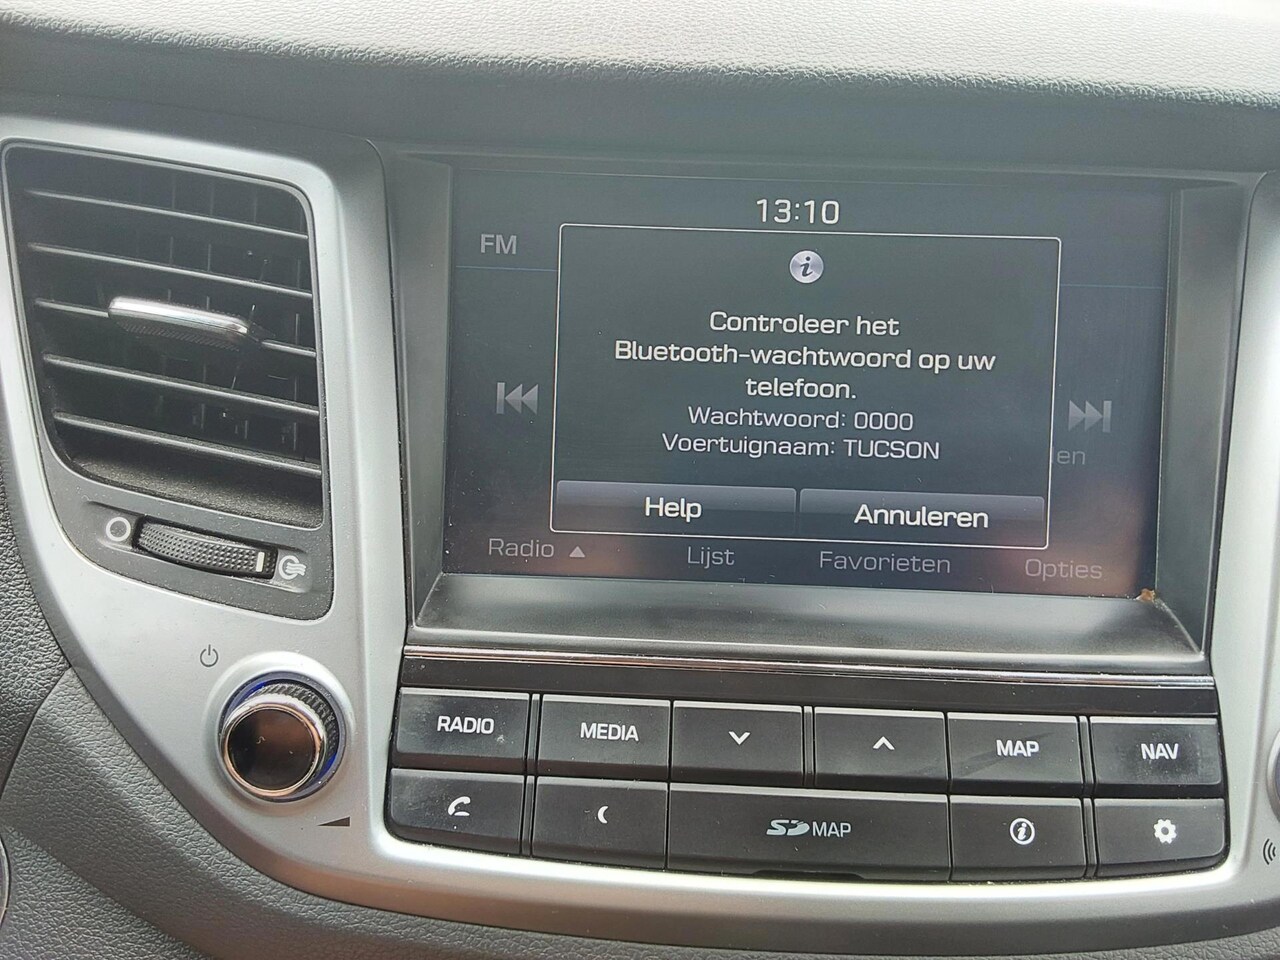 13:10
FM
Controleer het
Bluetooth-wachtwoord op uw
telefoon.
Wachtwoord: 0000
Voertuignaam: TUCSON
en
Help Annuleren
Radio Lijst Favorieten Opties
RADIO MEDIA MAP NAV
SD MAP